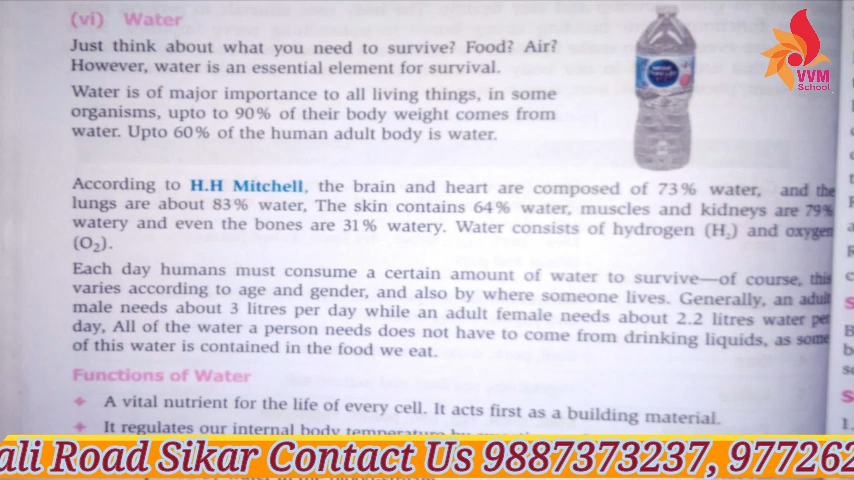 (vi) Water
VVM
School
Just think about what you need to survive? Food? Air?
However, water is an essential element for survival.
Water is of major importance to all living things, in some
organisms, upto to 90% of their body weight comes from
water. Upto 60% of the human adult body is water.
According to H.H Mitchell, the brain and heart are composed of 73% water, and the
lungs are about 83% water, The skin contains 64% water, muscles and kidneys are 79%
watery and even the bones are 31% watery. Water consists of hydrogen (H₂) and oxygen
(O₂).
Each day humans must consume a certain amount of water to survive—of course, this
varies according to age and gender, and also by where someone lives. Generally, an adult
male needs about 3 litres per day while an adult female needs about 2.2 litres water per
day, All of the water a person needs does not have to come from drinking liquids, as some
of this water is contained in the food we eat.
Functions of Water
A vital nutrient for the life of every cell. It acts first as a building material.
It regulates our internal body temperature by
ali Road Sikar Contact Us 9887373237, 977262